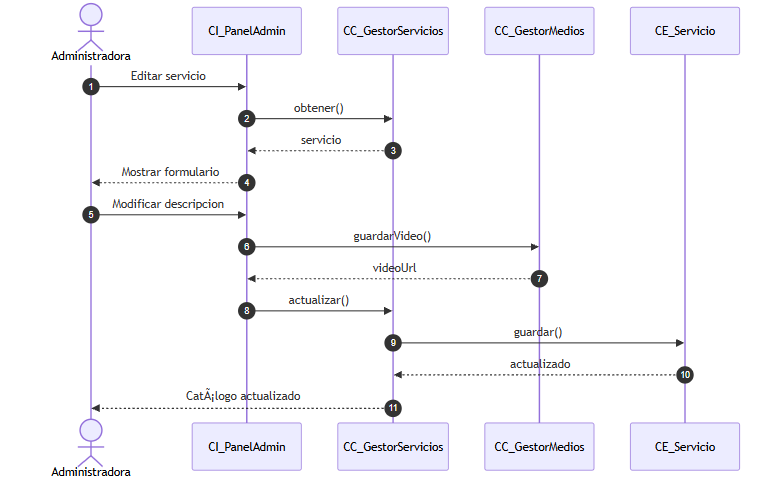 Administradora
CI_PanelAdmin
CC_GestorServicios
CC_GestorMedios
CE_Servicio
1 Editar servicio
2 obtener()
servicio 3
Mostrar formulario 4
5 Modificar descripcion
6 guardarVideo()
videoUrl 7
8 actualizar()
9 guardar()
actualizado 10
CatÃ¡logo actualizado 11
Administradora
CI_PanelAdmin
CC_GestorServicios
CC_GestorMedios
CE_Servicio